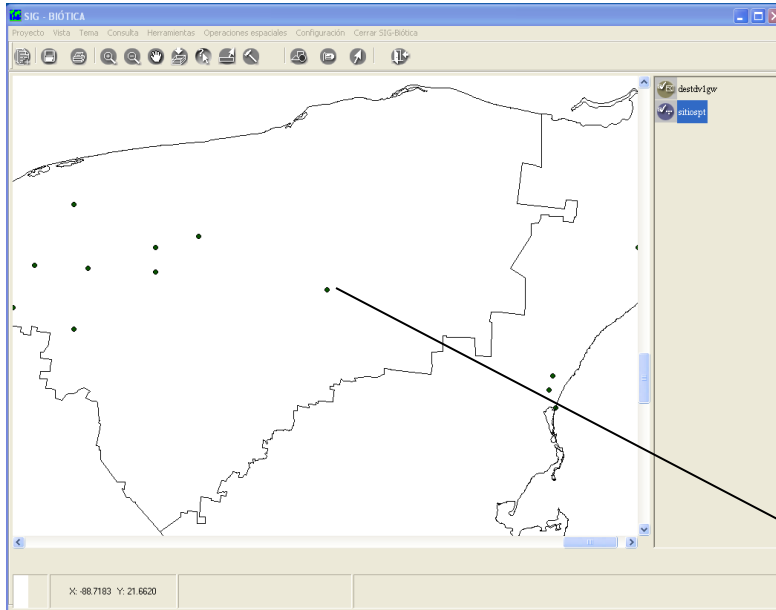 SIG - BIÓTICA
Proyecto Vista Tema Consulta Herramientas Operaciones espaciales Configuración Cerrar SIG-Biótica
destdv1gw
sitiospt
X: -88.7183 Y: 21.6620